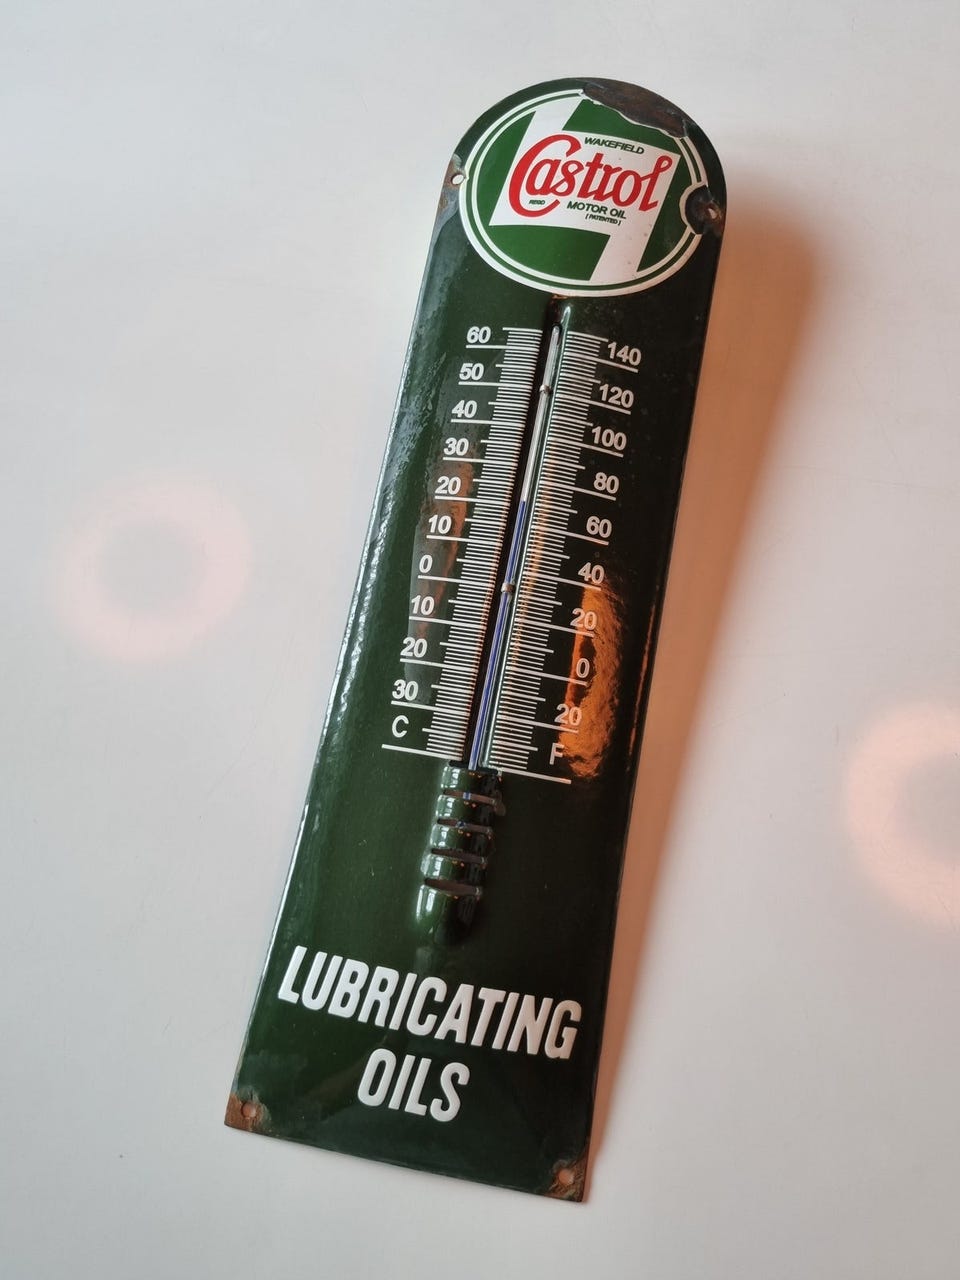 WAKEFIELD
Castrol
REGD MOTOR OIL
[PATENTED]
60 140
50 120
40 100
30 80
20 60
10 40
0 20
10 0
20 20
30
C F
LUBRICATING
OILS